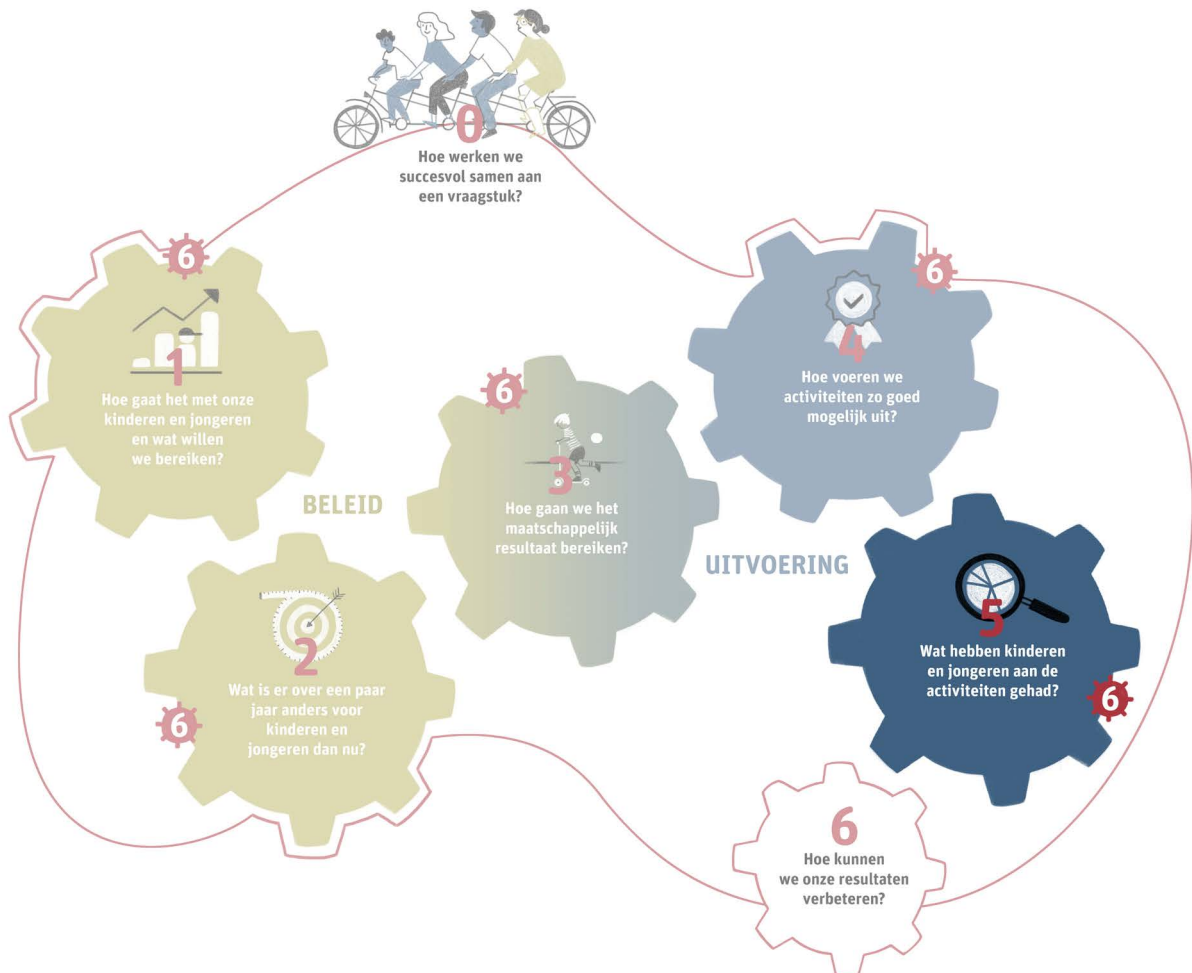 0
Hoe werken we
succesvol samen aan
een vraagstuk?
6
1
Hoe gaat het met onze
kinderen en jongeren
en wat willen
we bereiken?
6
4
Hoe voeren we
activiteiten zo goed
mogelijk uit?
6
3
Hoe gaan we het
maatschappelijk
resultaat bereiken?
BELEID
UITVOERING
2
Wat is er over een paar
jaar anders voor
kinderen en
jongeren dan nu?
6
5
Wat hebben kinderen
en jongeren aan de
activiteiten gehad?
6
6
Hoe kunnen
we onze resultaten
verbeteren?